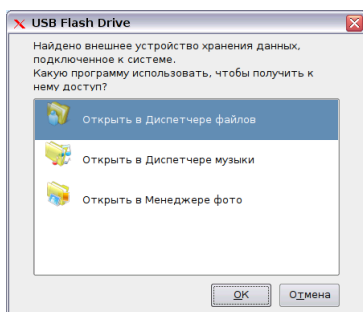 USB Flash Drive
Найдено внешнее устройство хранения данных,
подключенное к системе.
Какую программу использовать, чтобы получить к
нему доступ?
Открыть в Диспетчере файлов
Открыть в Диспетчере музыки
Открыть в Менеджере фото
OK
Отмена